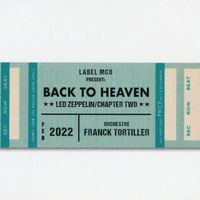 LABEL MCO
PRESENT:
BACK TO HEAVEN
LED ZEPPELIN/CHAPTER TWO
FEB 2022
ORCHESTRE
FRANCK TORTILLER
SEC ROW SEAT
SEC ROW SEAT